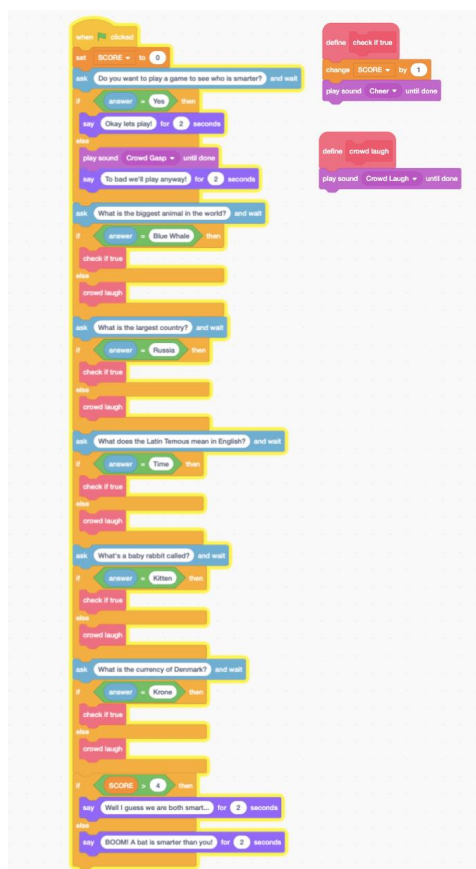 when clicked
set SCORE to 0
ask Do you want to play a game to see who is smarter? and wait
if answer = Yes then
say Okay lets play! for 2 seconds
else
play sound Crowd Gasp until done
say To bad we'll play anyway! for 2 seconds
ask What is the biggest animal in the world? and wait
if answer = Blue Whale then
check if true
else
crowd laugh
ask What is the largest country? and wait
if answer = Russia then
check if true
else
crowd laugh
ask What does the Latin Temous mean in English? and wait
if answer = Time then
check if true
else
crowd laugh
ask What's a baby rabbit called? and wait
if answer = Kitten then
check if true
else
crowd laugh
ask What is the currency of Denmark? and wait
if answer = Krone then
check if true
else
crowd laugh
if SCORE > 4 then
say Well I guess we are both smart... for 2 seconds
else
say BOOM! A bat is smarter than you! for 2 seconds
define check if true
change SCORE by 1
play sound Cheer until done
define crowd laugh
play sound Crowd Laugh until done